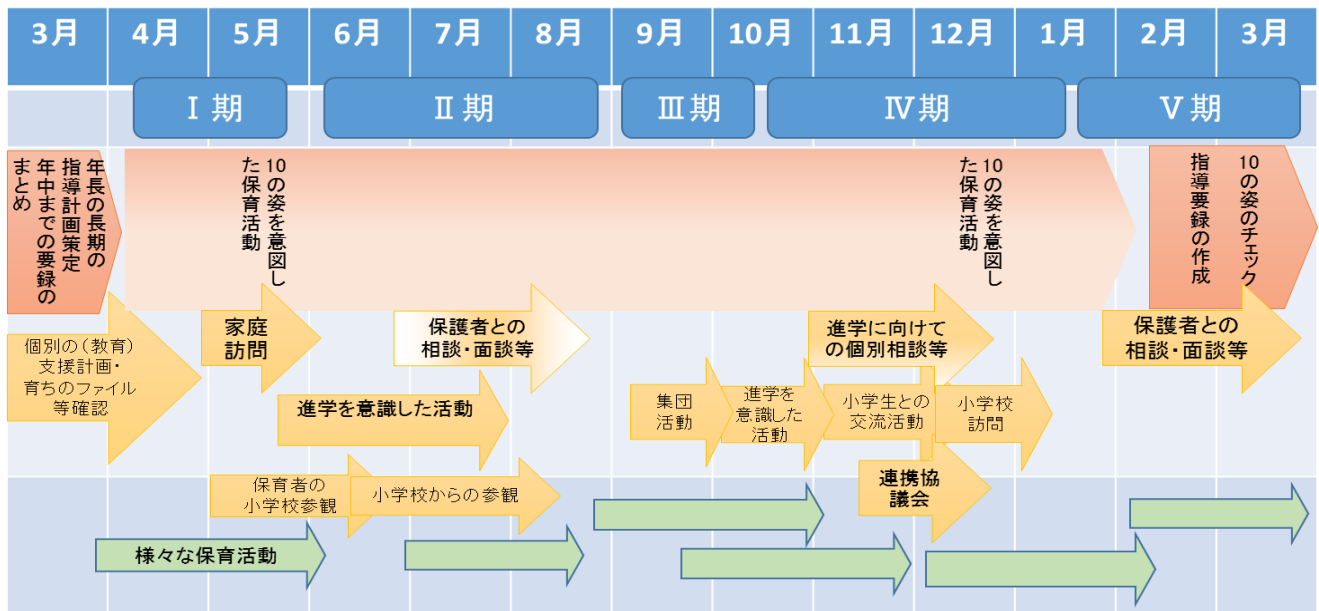 3月 4月 5月 6月 7月 8月 9月 10月 11月 12月 1月 2月 3月
Ⅰ期 Ⅱ期 Ⅲ期 Ⅳ期 Ⅴ期
年長の長期の
指導計画策定
年中までの要録の
まとめ
10の姿を意図し
た保育活動
10の姿を意図し
た保育活動
10の姿のチェック
指導要録の作成
個別の(教育)
支援計画・
育ちのファイル
等確認
家庭
訪問
保護者との
相談・面談等
進学に向けて
の個別相談等
保護者との
相談・面談等
進学を意識した活動
集団
活動
進学を
意識した
活動
小学生との
交流活動
小学校
訪問
保育者の
小学校参観
小学校からの参観
連携協
議会
様々な保育活動